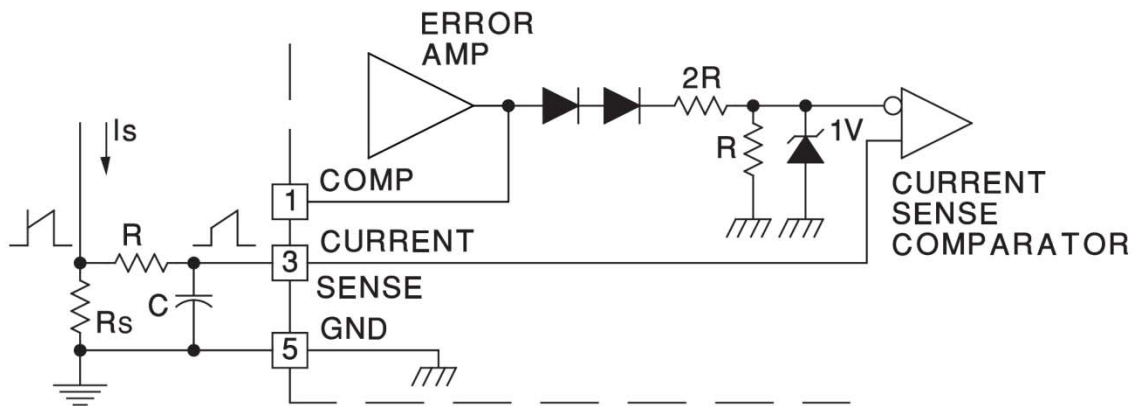 ERROR
AMP
2R
1V
R
Is
COMP
1
CURRENT
SENSE
COMPARATOR
R
CURRENT
3
SENSE
C
Rs
GND
5